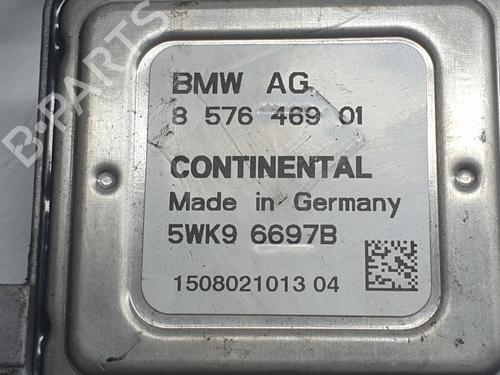 B-PARTS
BMW AG
8 576 469 01
CONTINENTAL
Made in Germany
5WK9 6697B
1508021013 04